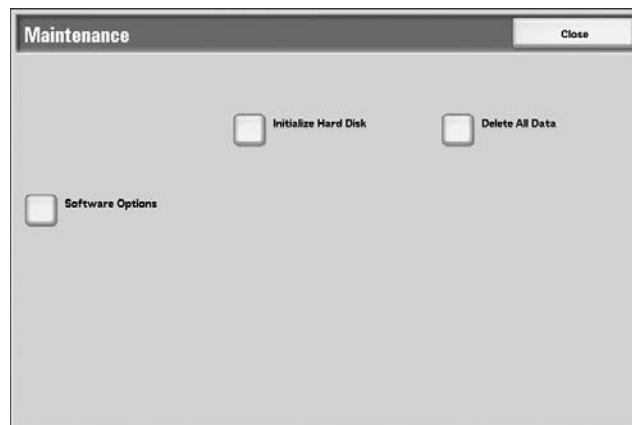 Maintenance
Close
Initialize Hard Disk
Delete All Data
Software Options